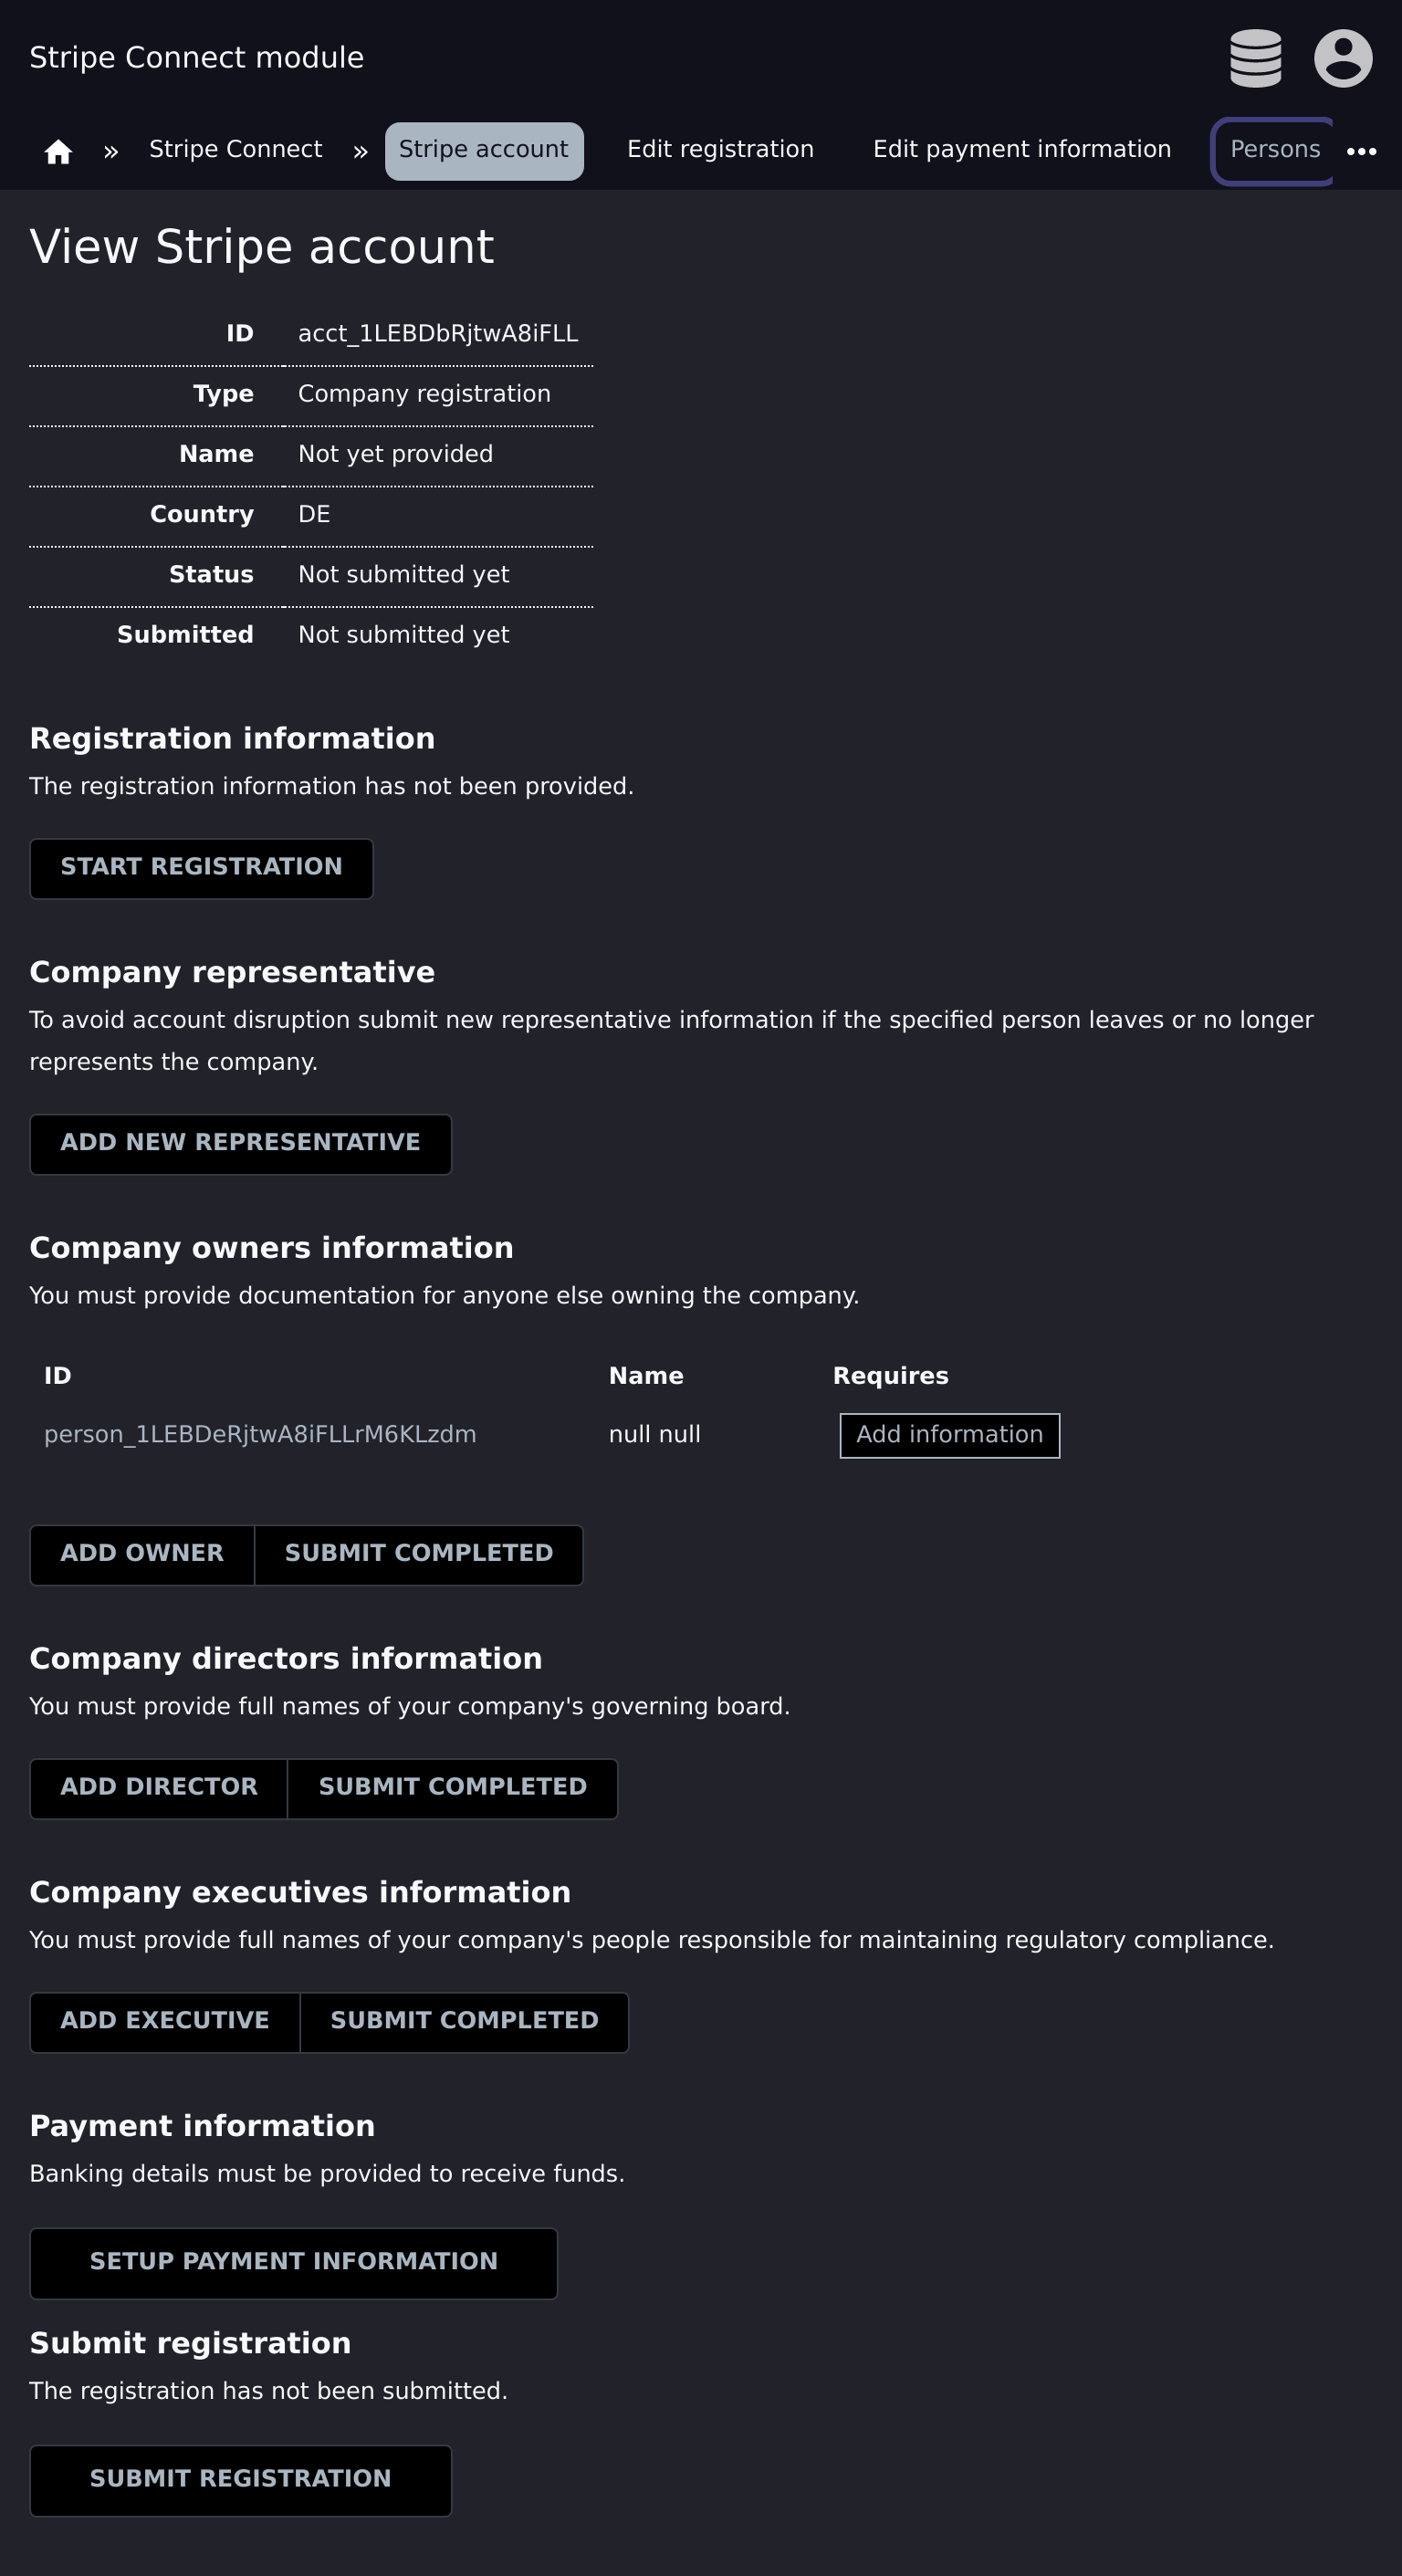 Stripe Connect module
» Stripe Connect » Stripe account Edit registration Edit payment information Persons •••
View Stripe account
ID acct_1LEBDbRjtwA8iFLL
Type Company registration
Name Not yet provided
Country DE
Status Not submitted yet
Submitted Not submitted yet
Registration information
The registration information has not been provided.
START REGISTRATION
Company representative
To avoid account disruption submit new representative information if the specified person leaves or no longer
represents the company.
ADD NEW REPRESENTATIVE
Company owners information
You must provide documentation for anyone else owning the company.
ID Name Requires
person_1LEBDeRjtwA8iFLLrM6KLzdm null null Add information
ADD OWNER SUBMIT COMPLETED
Company directors information
You must provide full names of your company's governing board.
ADD DIRECTOR SUBMIT COMPLETED
Company executives information
You must provide full names of your company's people responsible for maintaining regulatory compliance.
ADD EXECUTIVE SUBMIT COMPLETED
Payment information
Banking details must be provided to receive funds.
SETUP PAYMENT INFORMATION
Submit registration
The registration has not been submitted.
SUBMIT REGISTRATION